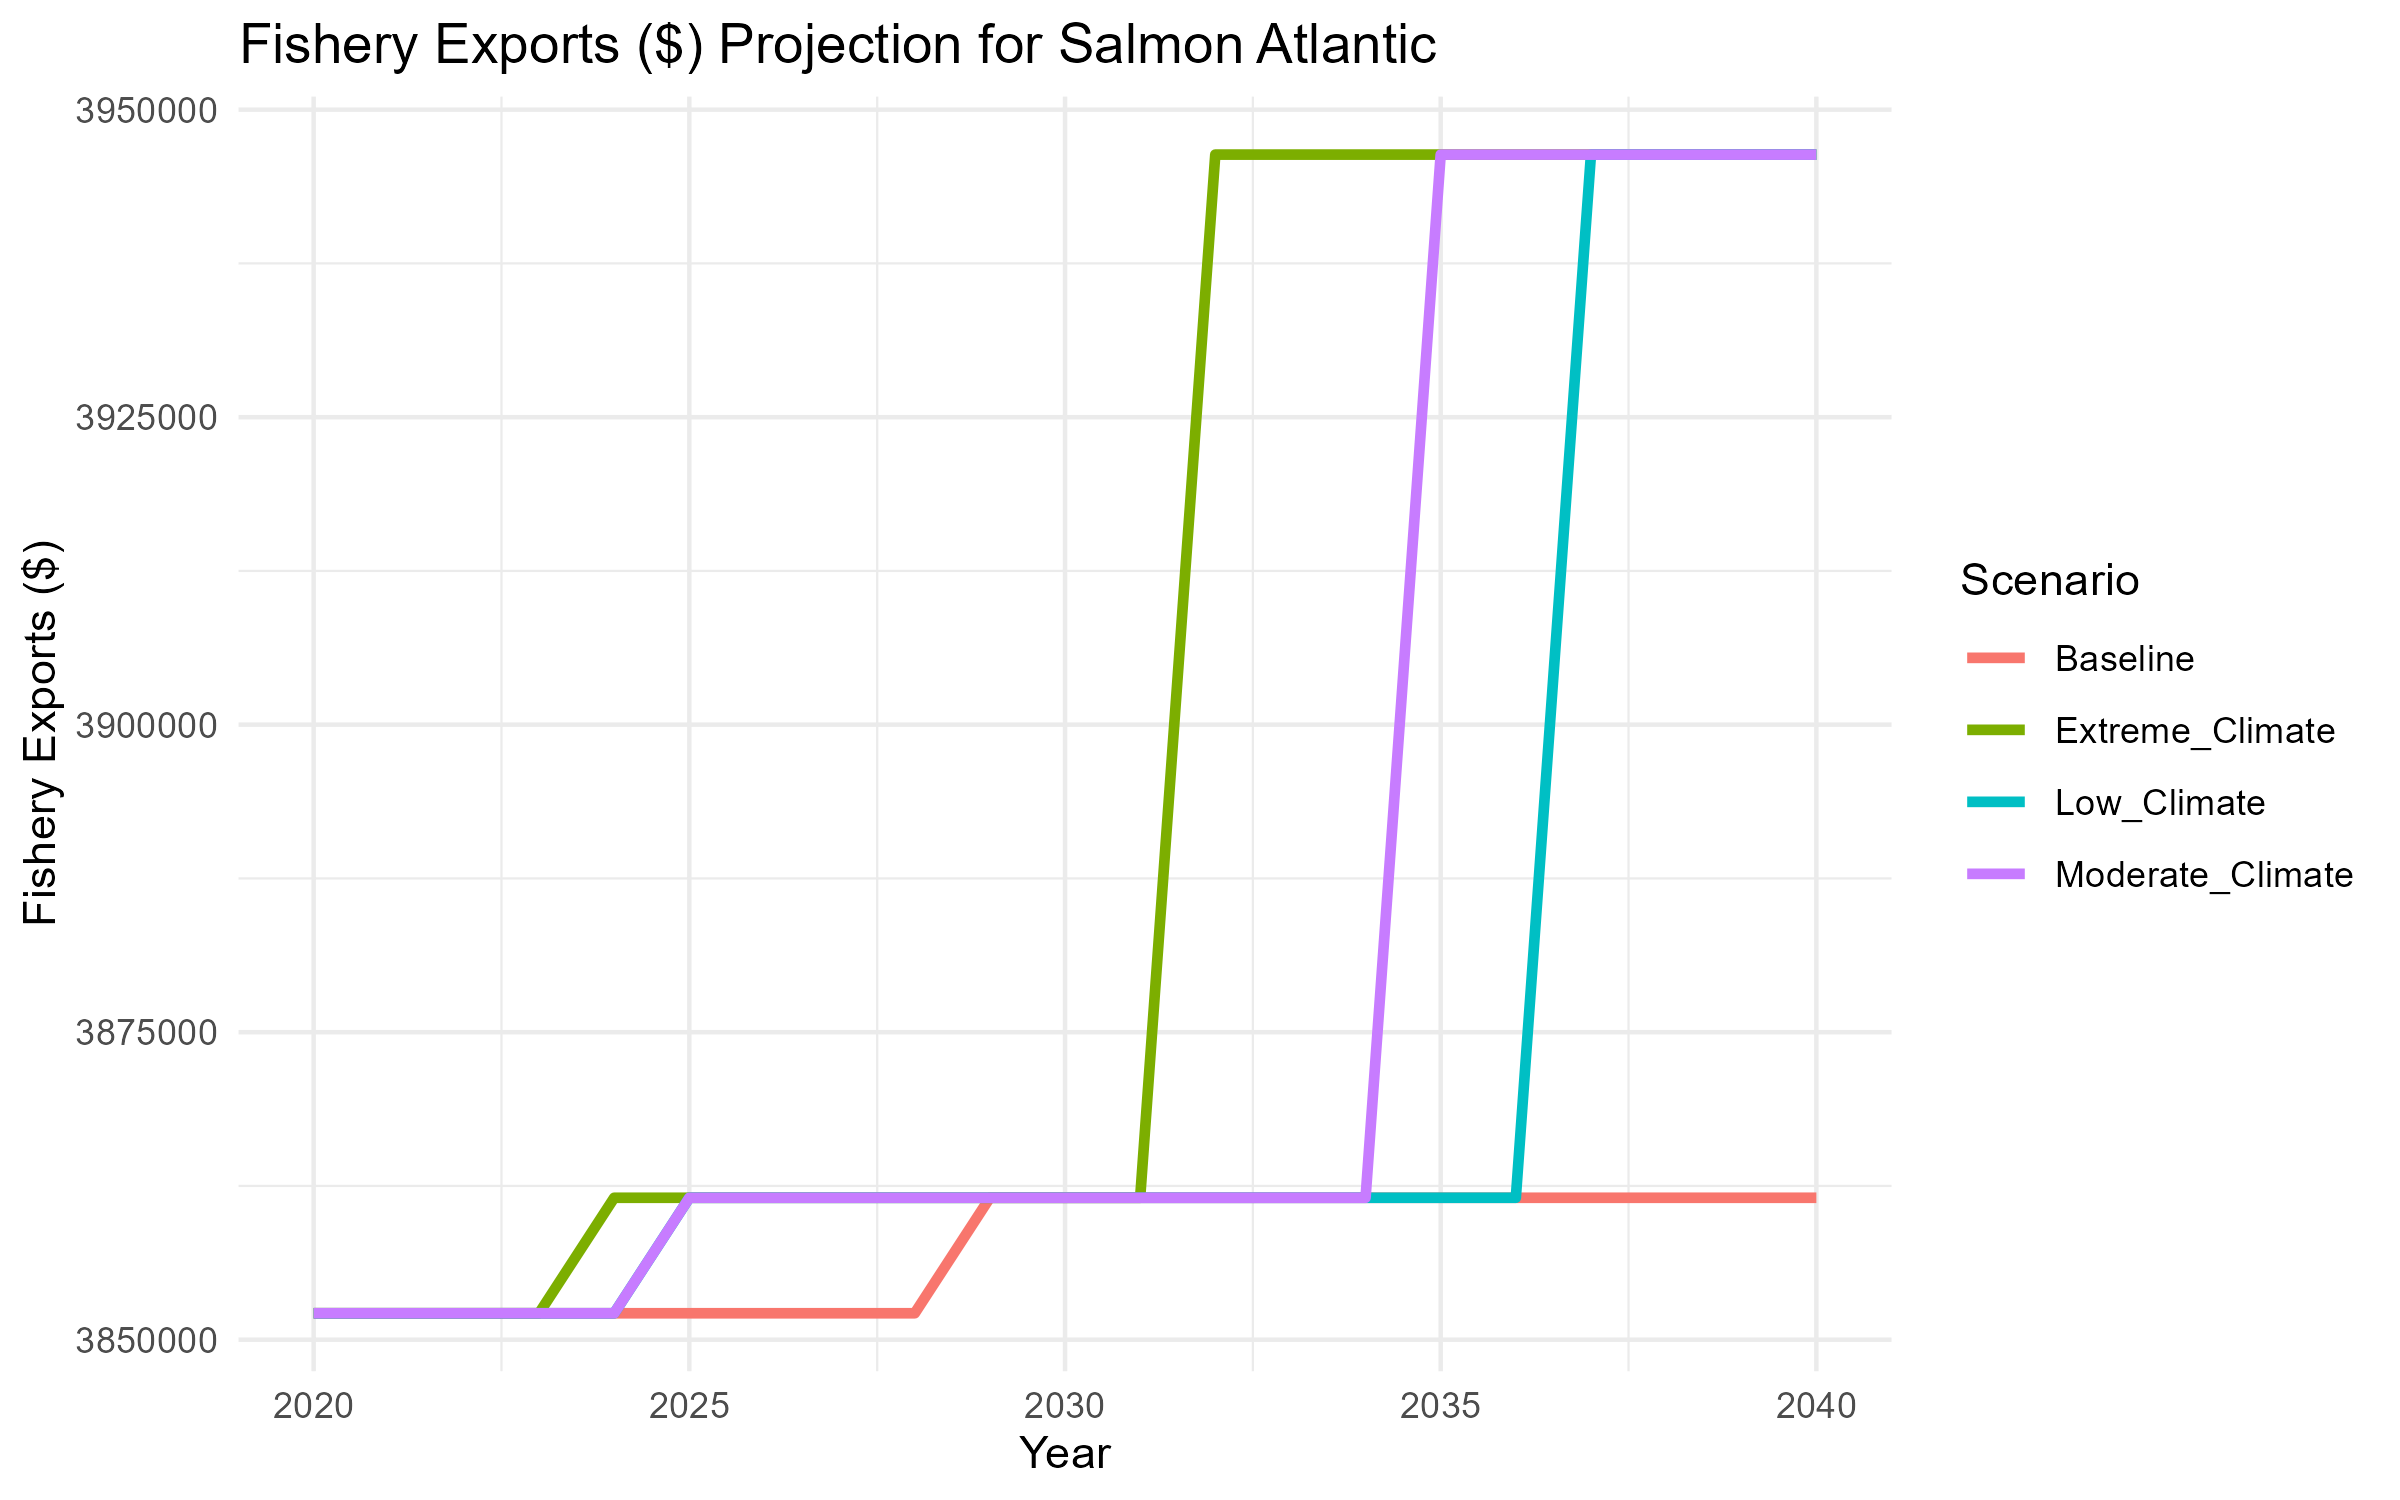 Fishery Exports ($) Projection for Salmon Atlantic
3950000
3925000
3900000
3875000
3850000
Fishery Exports ($)
2020 2025 2030 2035 2040
Year
Scenario
Baseline
Extreme_Climate
Low_Climate
Moderate_Climate